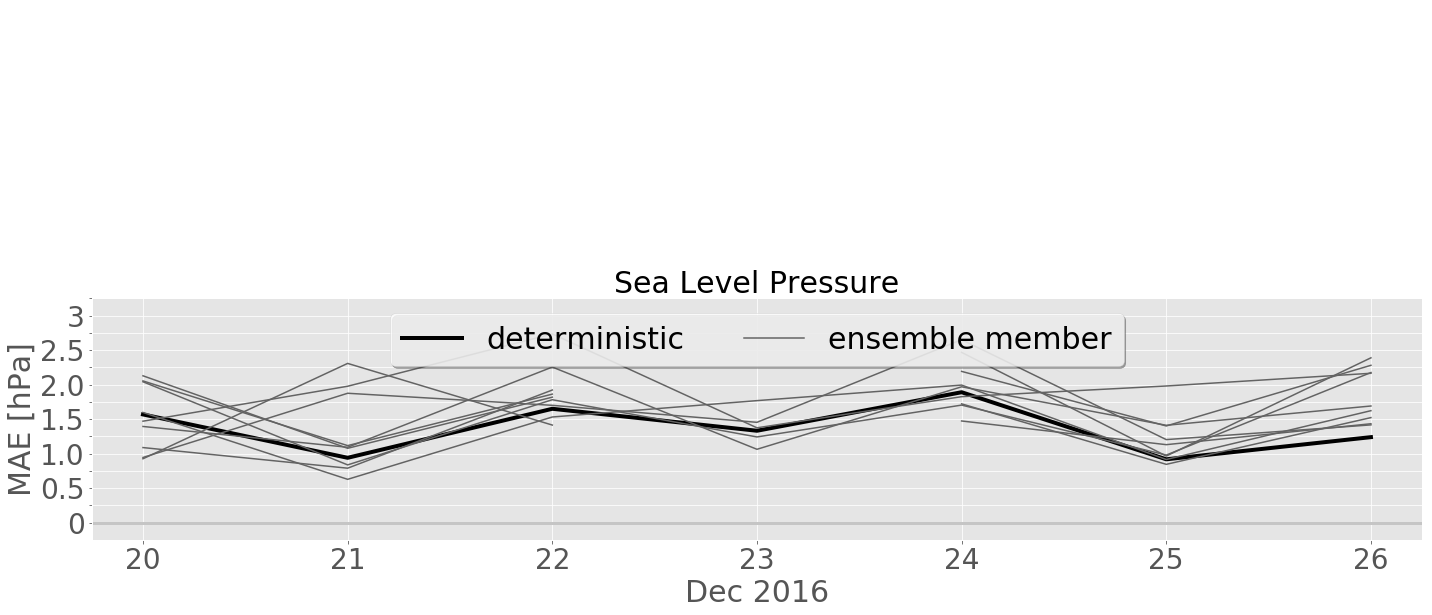 Sea Level Pressure
deterministic
ensemble member
MAE [hPa]
3
2.5
2.0
1.5
1.0
0.5
0
20 21 22 23 24 25 26
Dec 2016